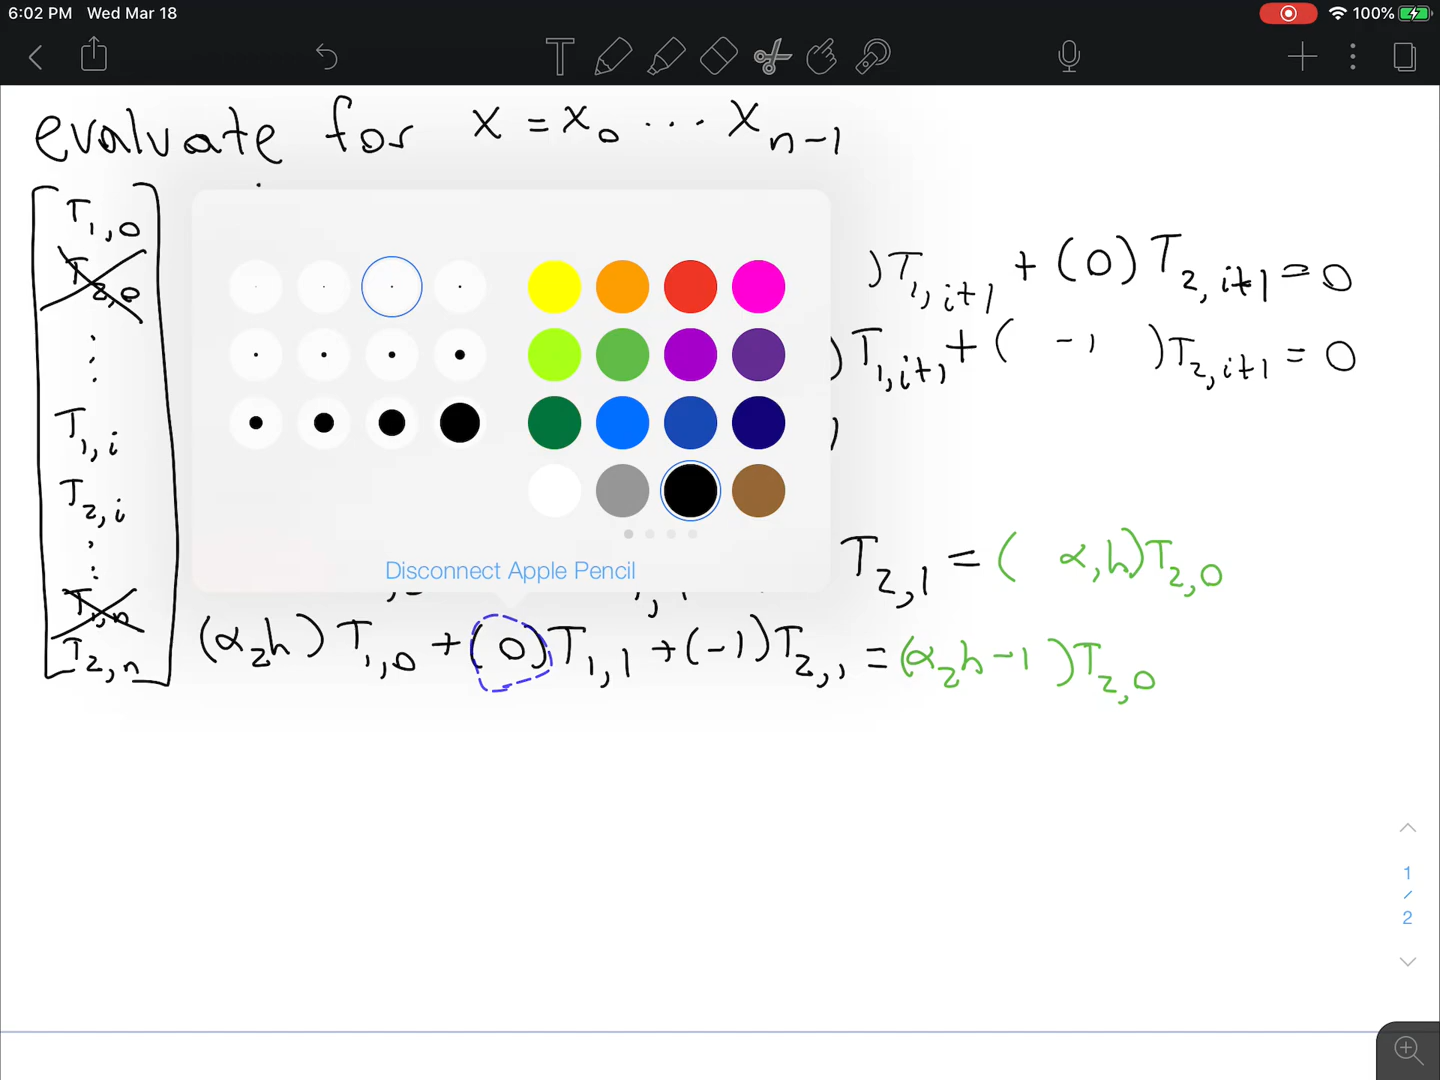 6:02 PM Wed Mar 18 100%
evaluate for x = x₀ ... xₙ₋₁
T₁,₀
T₂,₀
⋮
T₁,ᵢ
T₂,ᵢ
⋮
T₁,ₙ
T₂,ₙ
)T₁,ᵢ₊₁ + (0)T₂,ᵢ₊₁ = 0
)T₁,ᵢ₊₁ + ( -1 )T₂,ᵢ₊₁ = 0
)
T₂,₁ = ( α₁h)T₂,₀
Disconnect Apple Pencil
(α₂h) T₁,₀ + (0)T₁,₁ + (-1)T₂,₁ = (α₂h-1 )T₂,₀
1
/
2